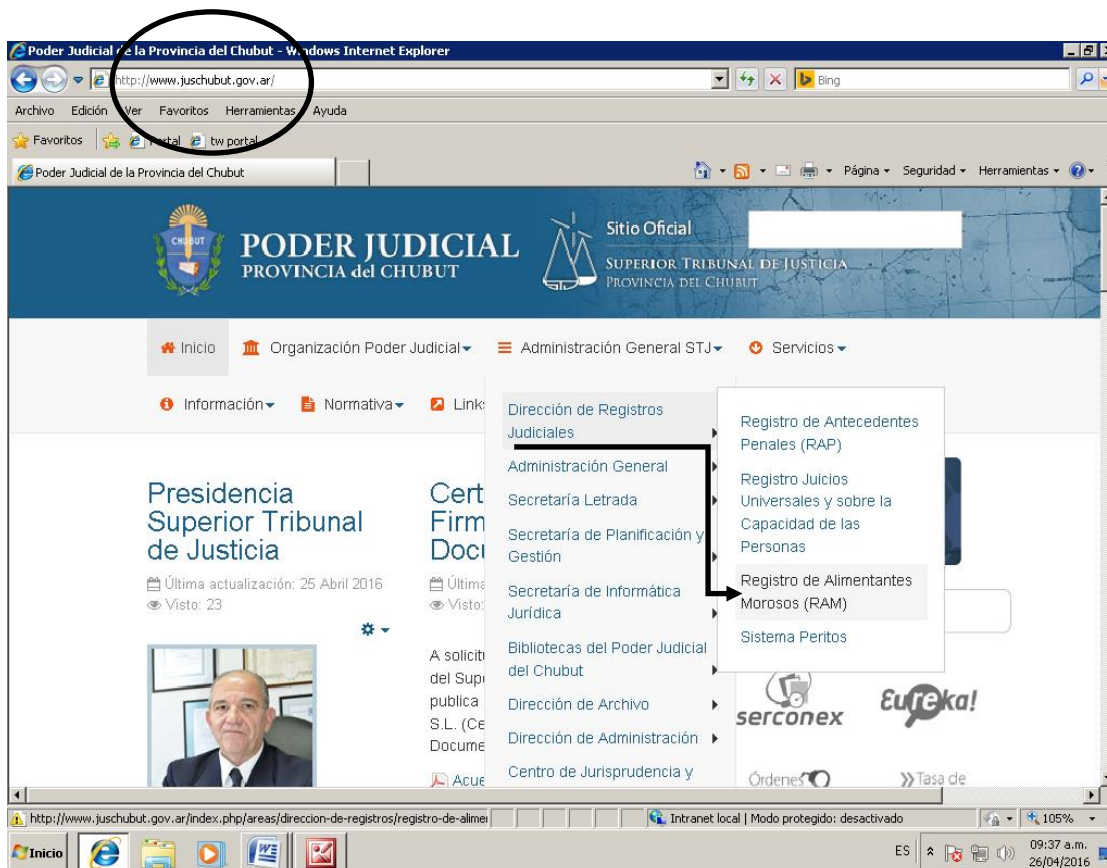 Poder Judicial de la Provincia del Chubut - Windows Internet Explorer
http://www.juschubut.gov.ar/
Bing
Archivo Edición Ver Favoritos Herramientas Ayuda
Favoritos Portal tw portal
Poder Judicial de la Provincia del Chubut
Página Seguridad Herramientas
CHUBUT
PODER JUDICIAL
PROVINCIA del CHUBUT
Sitio Oficial
SUPERIOR TRIBUNAL DE JUSTICIA
PROVINCIA DEL CHUBUT
Inicio Organización Poder Judicial Administración General STJ Servicios
Información Normativa Link
Dirección de Registros
Judiciales
Administración General
Secretaría Letrada
Secretaría de Planificación y
Gestión
Secretaría de Informática
Jurídica
Bibliotecas del Poder Judicial
del Chubut
Dirección de Archivo
Dirección de Administración
Centro de Jurisprudencia y
Registro de Antecedentes
Penales (RAP)
Registro Juicios
Universales y sobre la
Capacidad de las
Personas
Registro de Alimentantes
Morosos (RAM)
Sistema Peritos
Presidencia
Superior Tribunal
de Justicia
Última actualización: 25 Abril 2016
Visto: 23
Cert
Firm
Docu
Última
Visto:
A solicitu
del Supe
publica
S.L. (Ce
Docume
Acue
serconex
Eureka!
Órdenes
Tasa de
http://www.juschubut.gov.ar/index.php/areas/direccion-de-registros/registro-de-alimer
Intranet local | Modo protegido: desactivado
105%
Inicio
ES
09:37 a.m.
26/04/2016